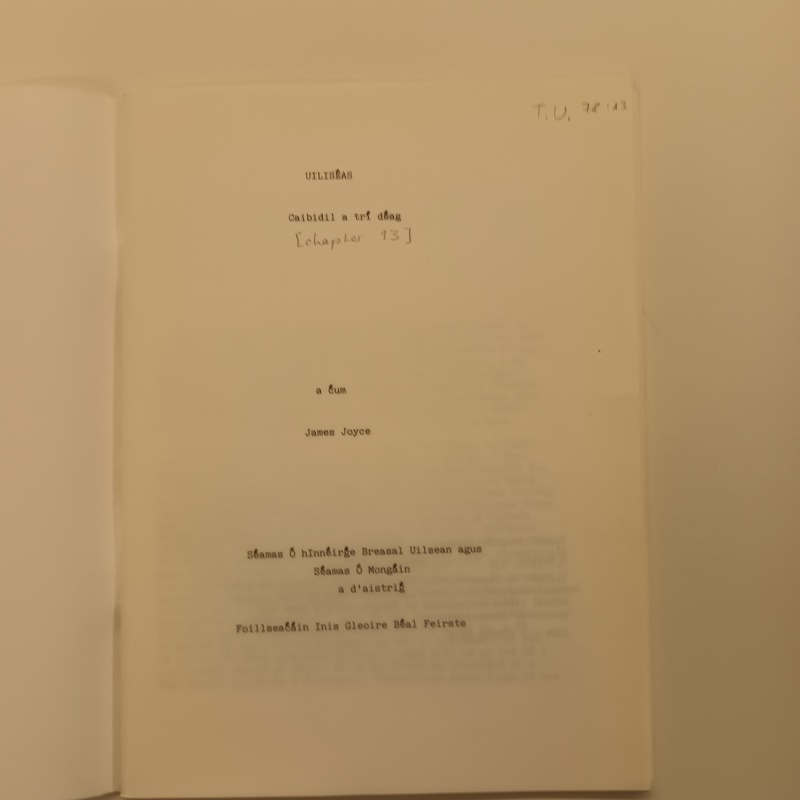 T.U. 78:13
UILISÉAS
Caibidil a trí déag
[chapter 13]
a ċum
James Joyce
Séamas Ó hInnéirġe Breasal Uilsean agus
Séamas Ó Mongáin
a d'aistriġ
Foillseaċáin Inis Gleoire Béal Feirste